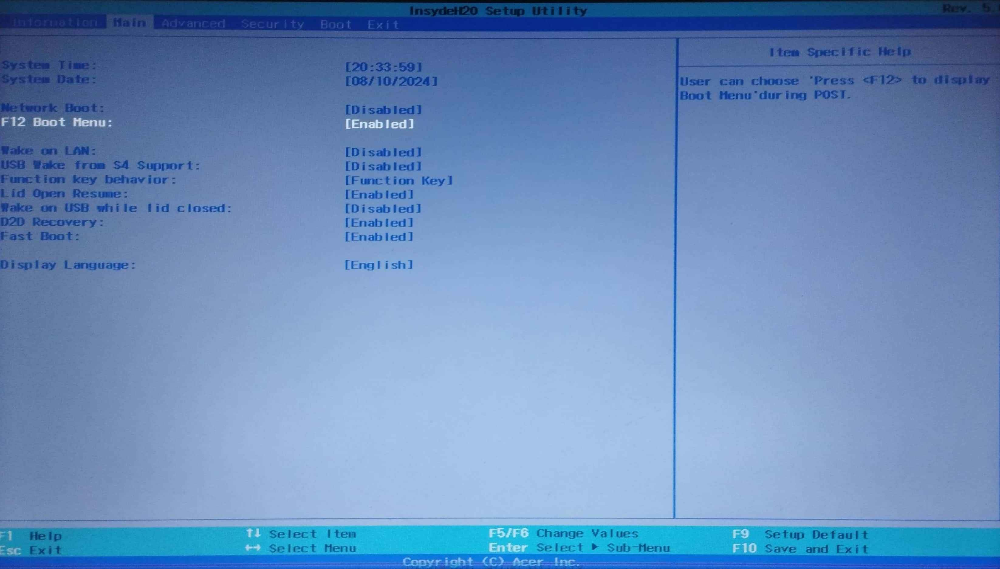 InsydeH20 Setup Utility Rev. 5.
Information Main Advanced Security Boot Exit
Item Specific Help
System Time: [20:33:59]
System Date: [08/10/2024]
User can choose 'Press <F12> to display
Boot Menu'during POST.
Network Boot: [Disabled]
F12 Boot Menu: [Enabled]
Wake on LAN: [Disabled]
USB Wake from S4 Support: [Disabled]
Function key behavior: [Function Key]
Lid Open Resume: [Enabled]
Wake on USB while lid closed: [Disabled]
D2D Recovery: [Enabled]
Fast Boot: [Enabled]
Display Language: [English]
F1 Help ↑↓ Select Item F5/F6 Change Values F9 Setup Default
Esc Exit ←→ Select Menu Enter Select ▶ Sub-Menu F10 Save and Exit
Copyright (C) Acer Inc.